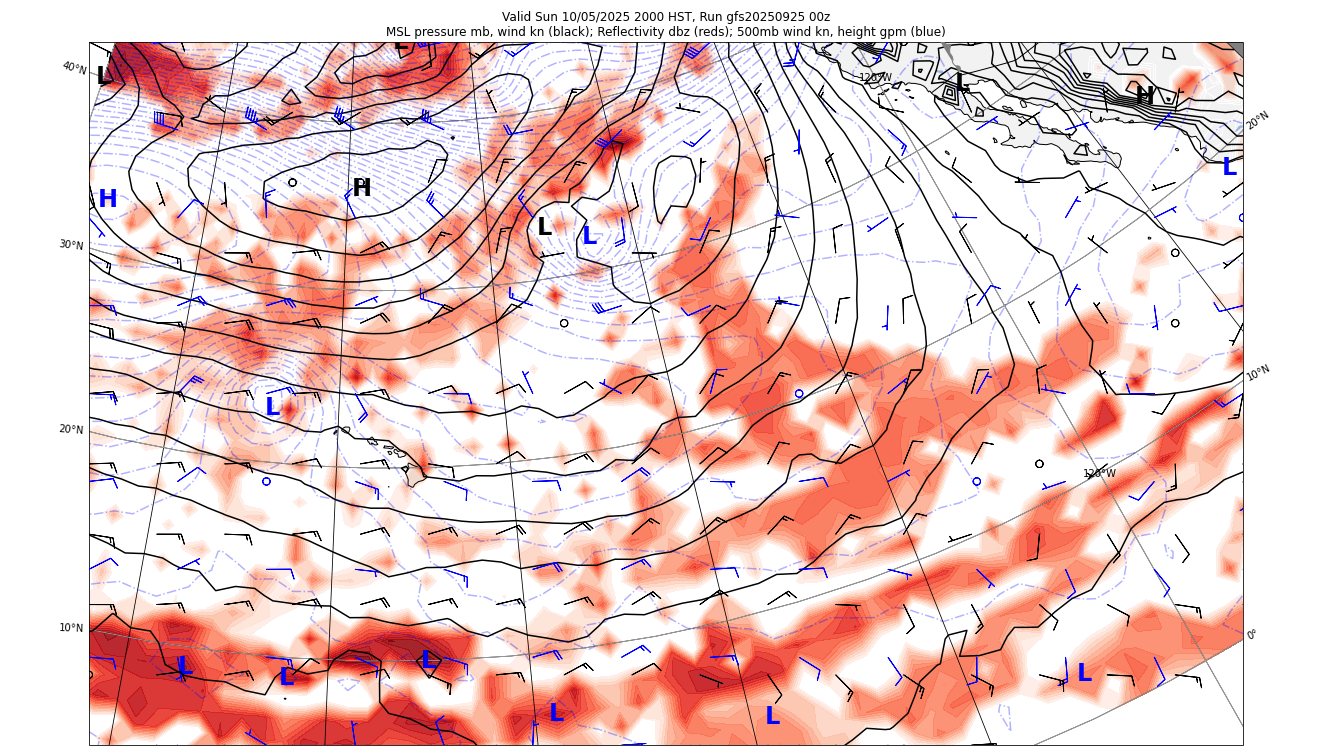 Valid Sun 10/05/2025 2000 HST, Run gfs20250925 00z
MSL pressure mb, wind kn (black); Reflectivity dbz (reds); 500mb wind kn, height gpm (blue)
L
40°N
L
120°W
L
H
20°N
L
H
H
L
L
30°N
10°N
L
20°N
120°W
10°N
0°
L
L
L
L
L
L